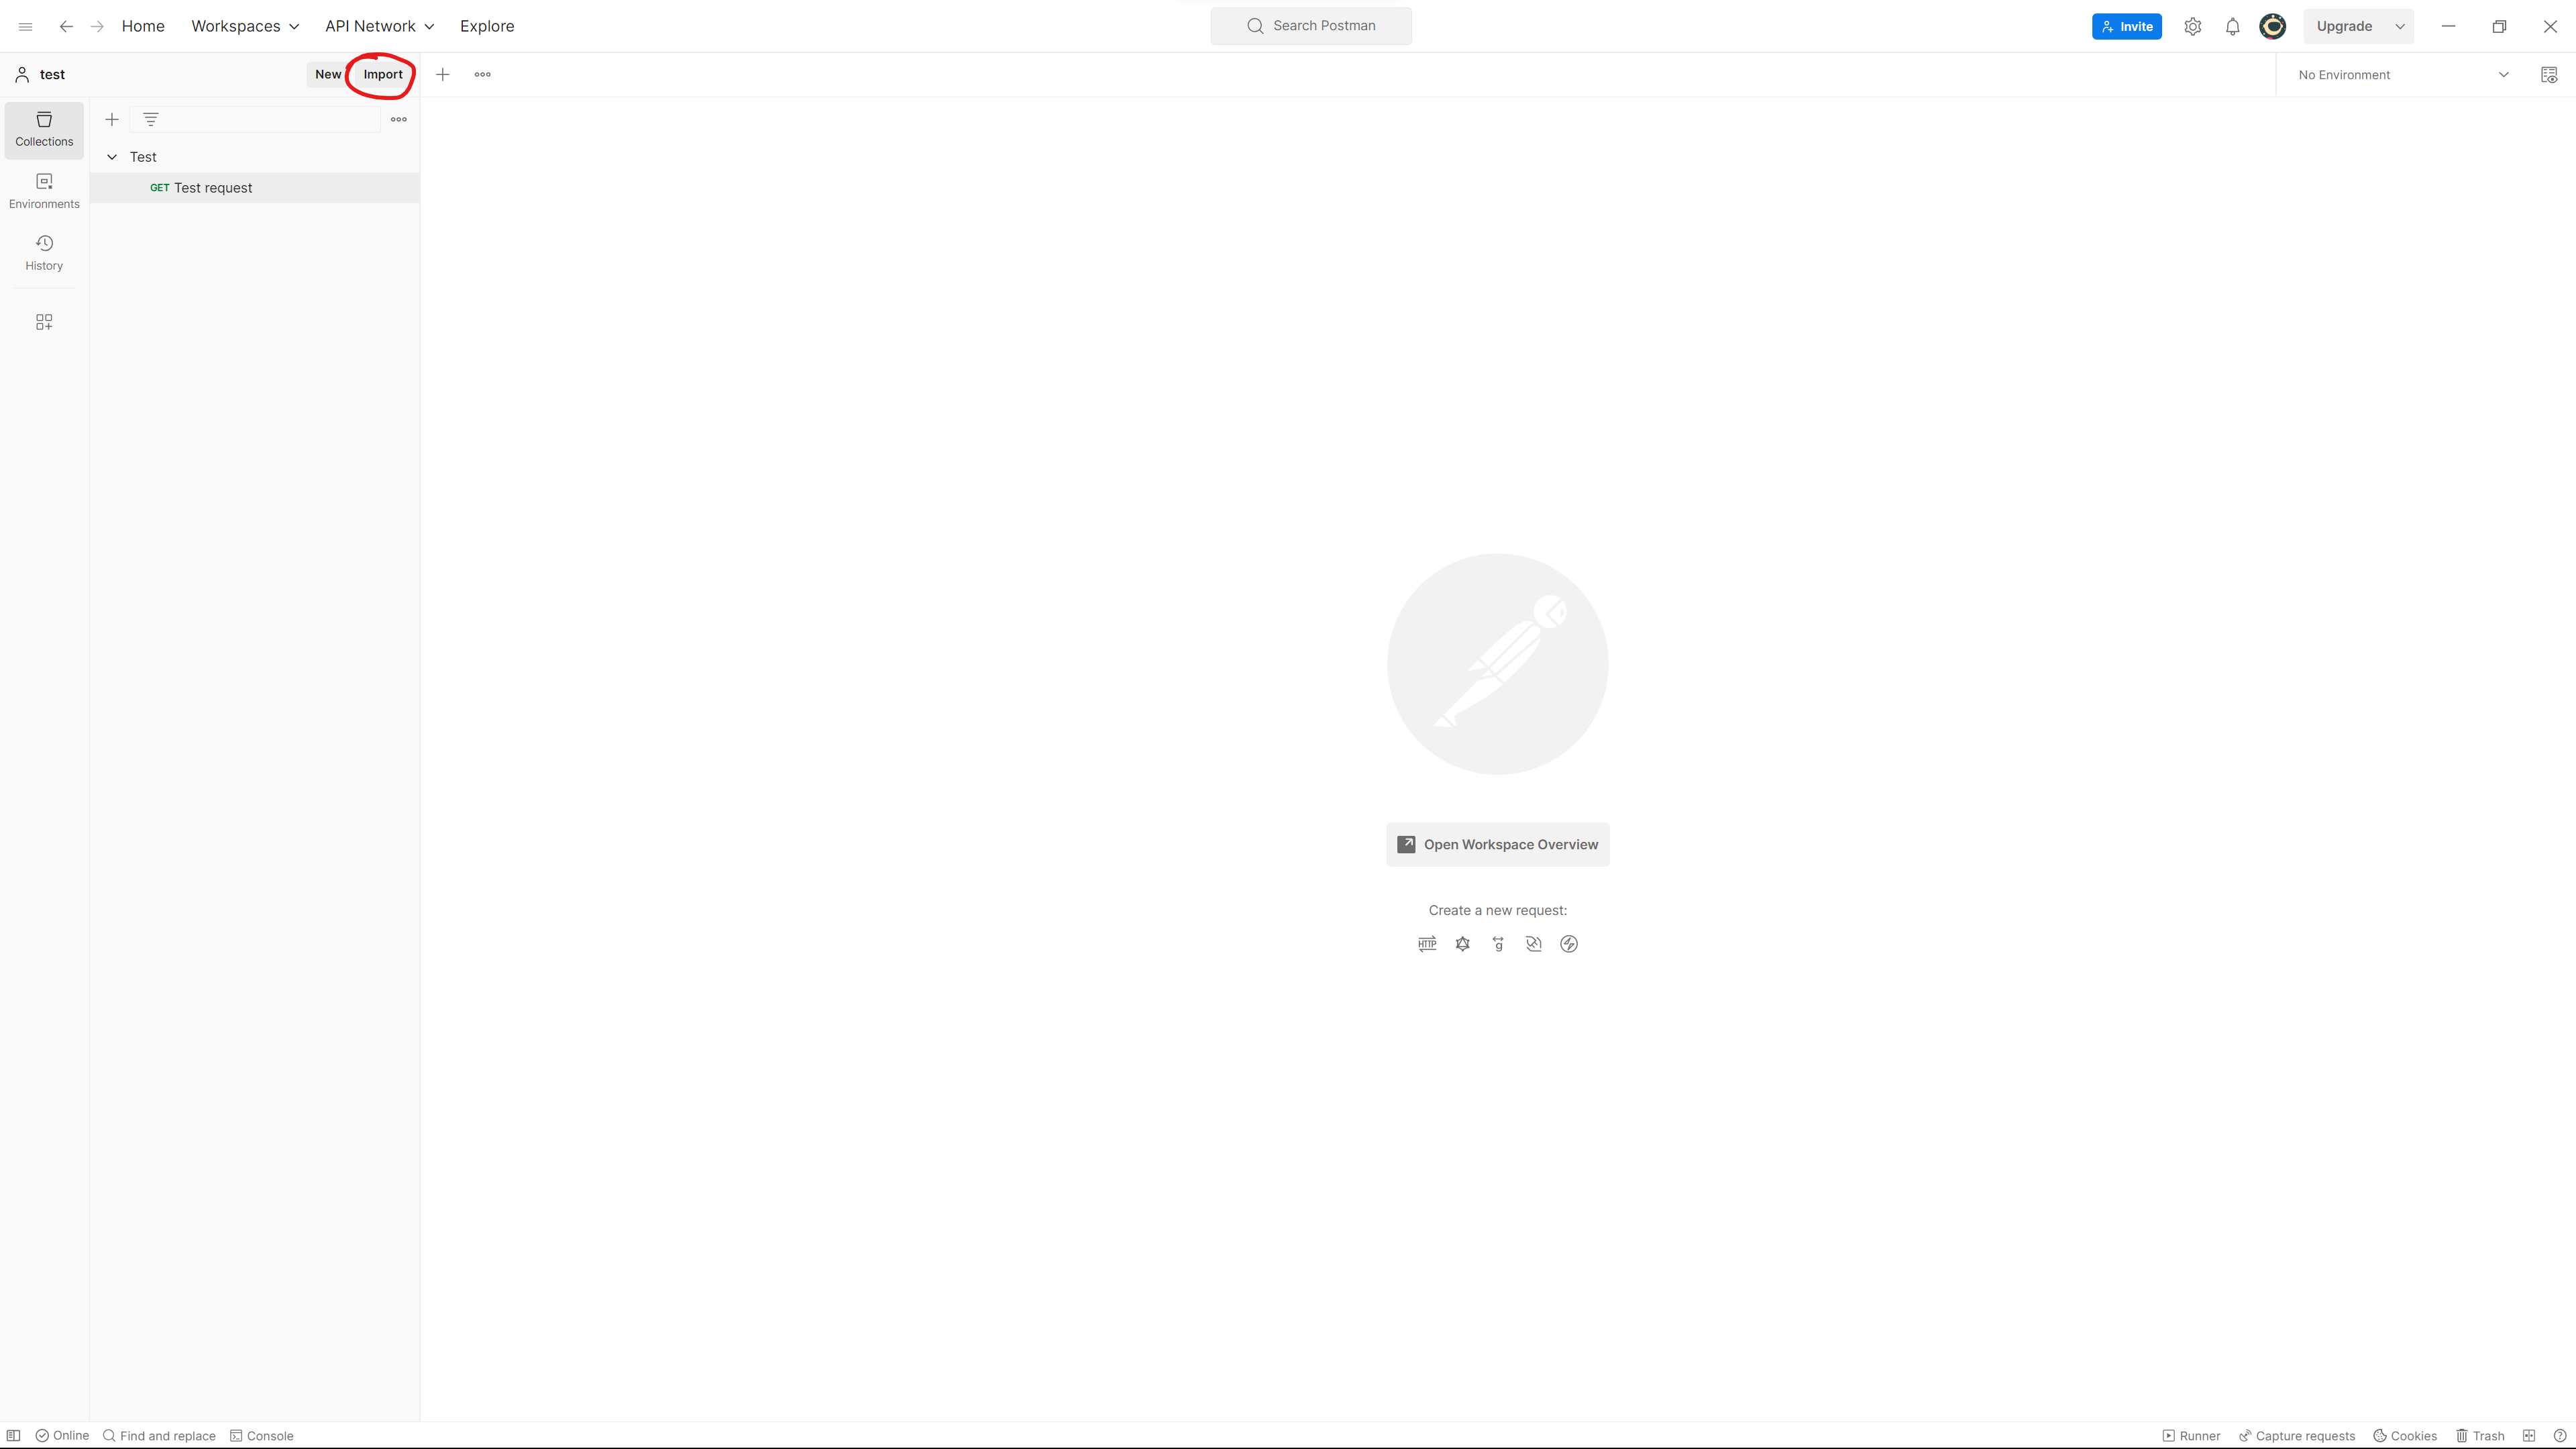 Home Workspaces API Network Explore Search Postman Invite Upgrade
test New Import No Environment
Collections
Test
GET Test request
Environments
History
Open Workspace Overview
Create a new request:
HTTP g
Online Find and replace Console Runner Capture requests Cookies Trash